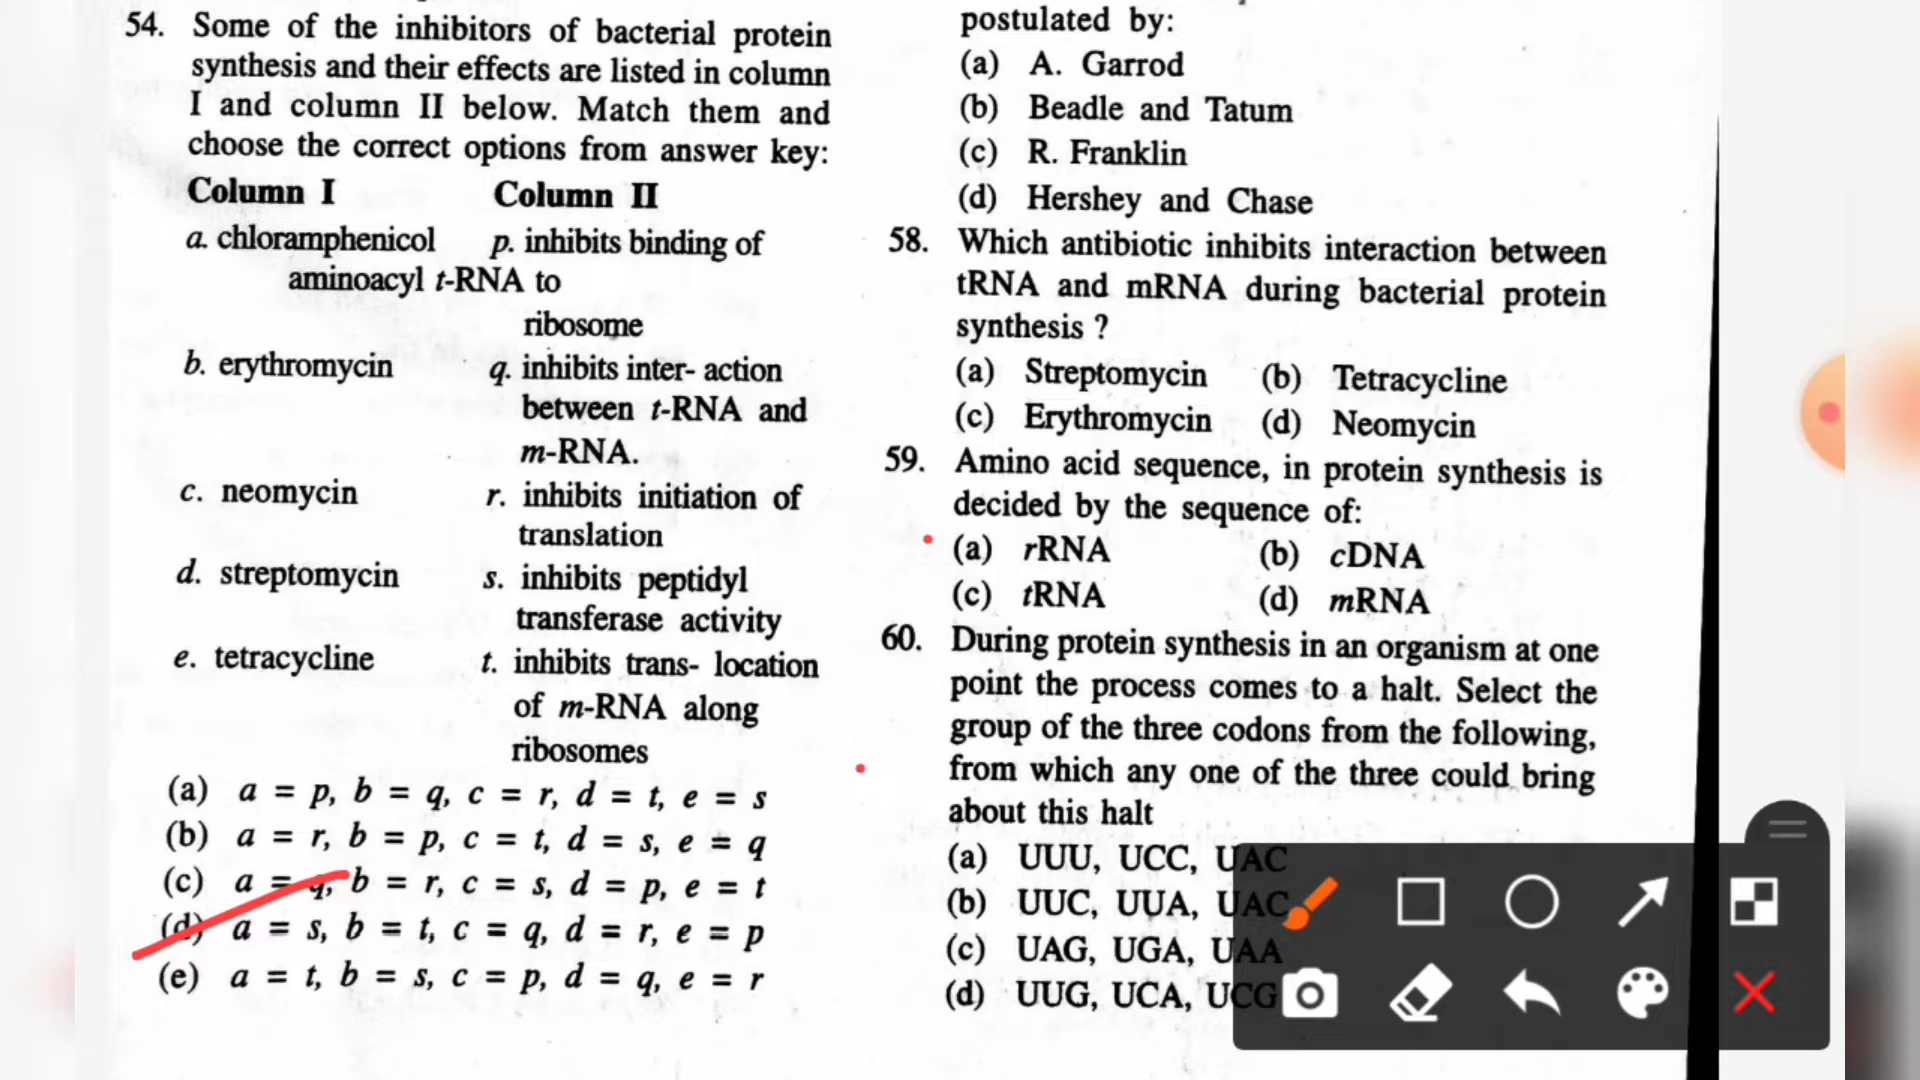 54. Some of the inhibitors of bacterial protein
synthesis and their effects are listed in column
I and column II below. Match them and
choose the correct options from answer key:
Column I Column II
a. chloramphenicol p. inhibits binding of
aminoacyl t-RNA to
ribosome
b. erythromycin q. inhibits inter- action
between t-RNA and
m-RNA.
c. neomycin r. inhibits initiation of
translation
d. streptomycin s. inhibits peptidyl
transferase activity
e. tetracycline t. inhibits trans- location
of m-RNA along
ribosomes
(a) a = p, b = q, c = r, d = t, e = s
(b) a = r, b = p, c = t, d = s, e = q
(c) a = q, b = r, c = s, d = p, e = t
(d) a = s, b = t, c = q, d = r, e = p
(e) a = t, b = s, c = p, d = q, e = r
postulated by:
(a) A. Garrod
(b) Beadle and Tatum
(c) R. Franklin
(d) Hershey and Chase
58. Which antibiotic inhibits interaction between
tRNA and mRNA during bacterial protein
synthesis ?
(a) Streptomycin (b) Tetracycline
(c) Erythromycin (d) Neomycin
59. Amino acid sequence, in protein synthesis is
decided by the sequence of:
(a) rRNA (b) cDNA
(c) tRNA (d) mRNA
60. During protein synthesis in an organism at one
point the process comes to a halt. Select the
group of the three codons from the following,
from which any one of the three could bring
about this halt
(a) UUU, UCC, UAC
(b) UUC, UUA, UAC
(c) UAG, UGA, UAA
(d) UUG, UCA, UCG